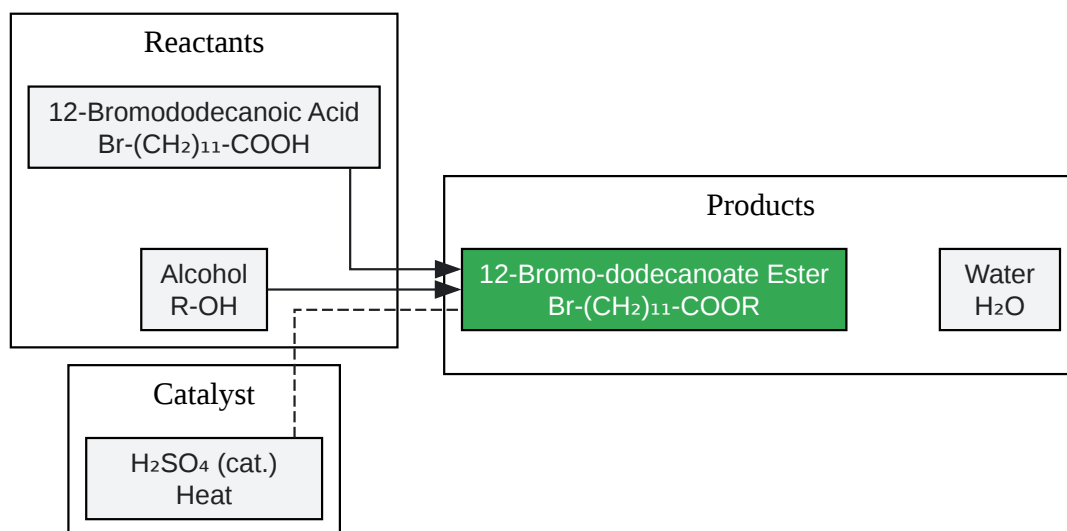 Reactants
12-Bromododecanoic Acid
Br-(CH₂)₁₁-COOH
Alcohol
R-OH
Products
12-Bromo-dodecanoate Ester
Br-(CH₂)₁₁-COOR
Water
H₂O
Catalyst
H₂SO₄ (cat.)
Heat